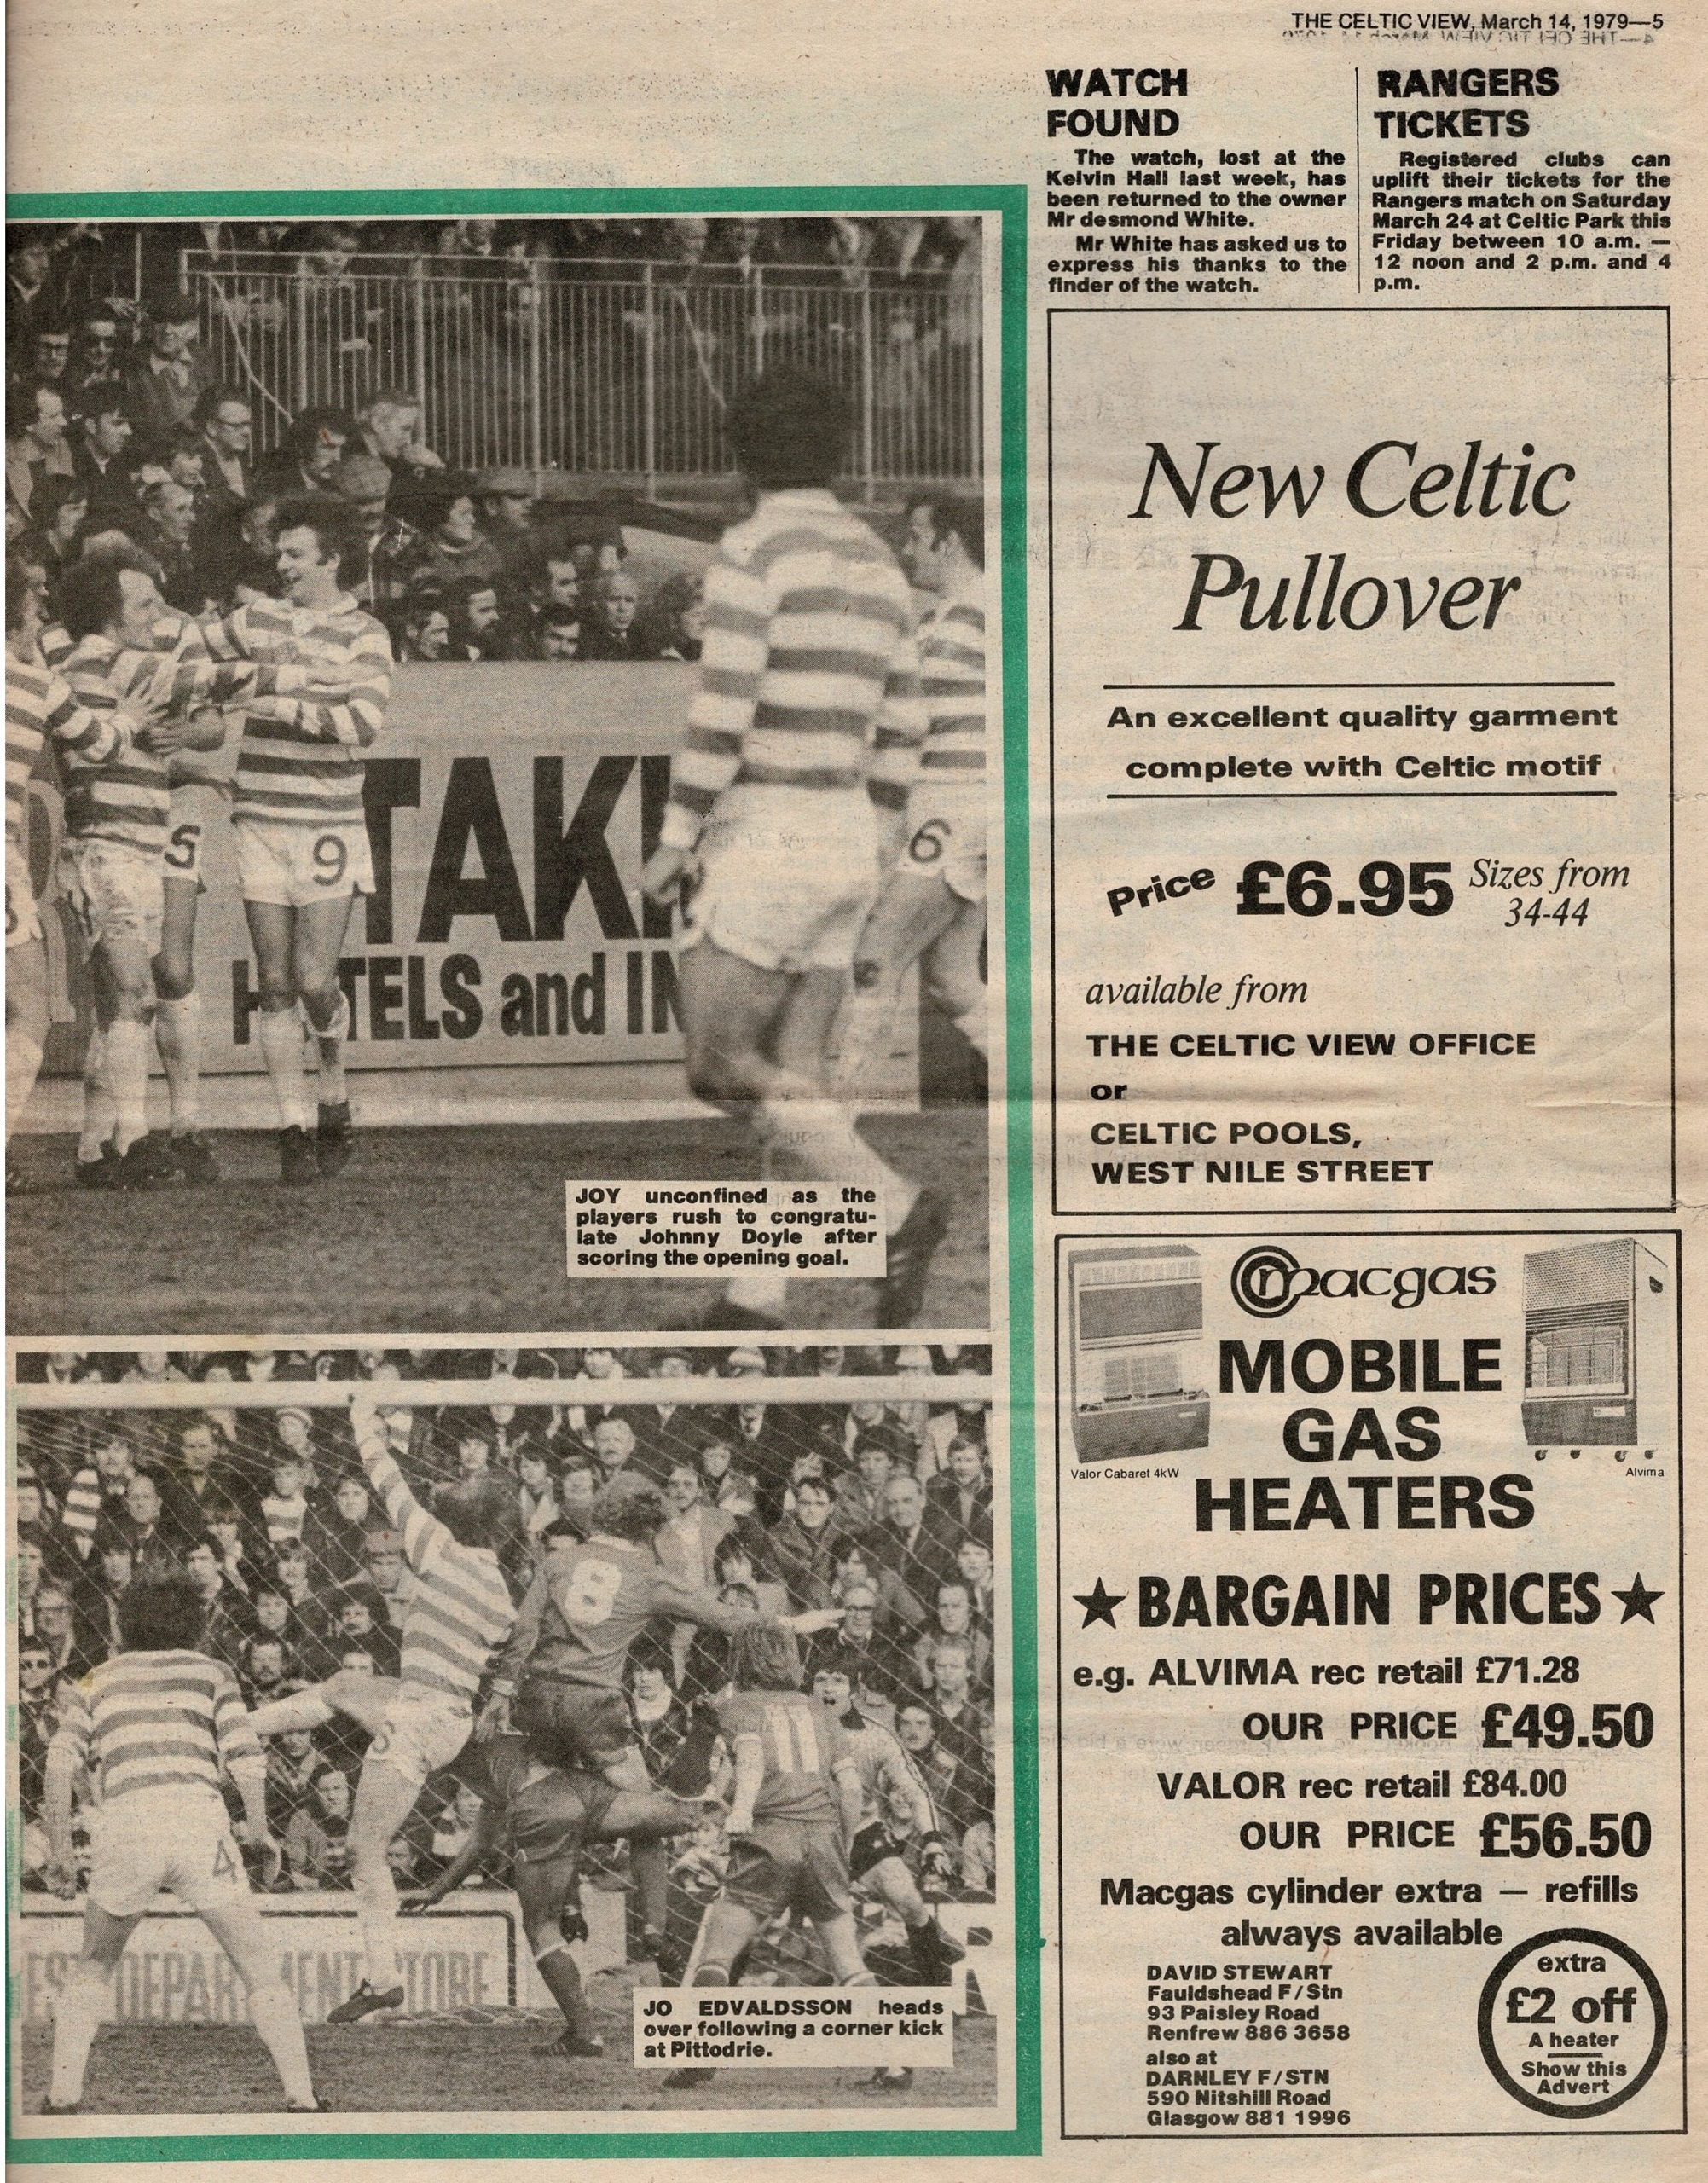 THE CELTIC VIEW, March 14, 1979—5
WATCH
FOUND
The watch, lost at the
Kelvin Hall last week, has
been returned to the owner
Mr desmond White.
Mr White has asked us to
express his thanks to the
finder of the watch.
RANGERS
TICKETS
Registered clubs can
uplift their tickets for the
Rangers match on Saturday
March 24 at Celtic Park this
Friday between 10 a.m. —
12 noon and 2 p.m. and 4
p.m.
5
9
6
TAK
H TELS and IN
JOY unconfined as the
players rush to congratu-
late Johnny Doyle after
scoring the opening goal.
8
11
4
EST DEPAR MENT STORE
JO EDVALDSSON heads
over following a corner kick
at Pittodrie.
New Celtic
Pullover
An excellent quality garment
complete with Celtic motif
Price £6.95 Sizes from
34-44
available from
THE CELTIC VIEW OFFICE
or
CELTIC POOLS,
WEST NILE STREET
macgas
MOBILE
GAS
HEATERS
Valor Cabaret 4kW
Alvima
★ BARGAIN PRICES ★
e.g. ALVIMA rec retail £71.28
OUR PRICE £49.50
VALOR rec retail £84.00
OUR PRICE £56.50
Macgas cylinder extra — refills
always available
DAVID STEWART
Fauldshead F/Stn
93 Paisley Road
Renfrew 886 3658
also at
DARNLEY F/STN
590 Nitshill Road
Glasgow 881 1996
extra
£2 off
A heater
Show this
Advert